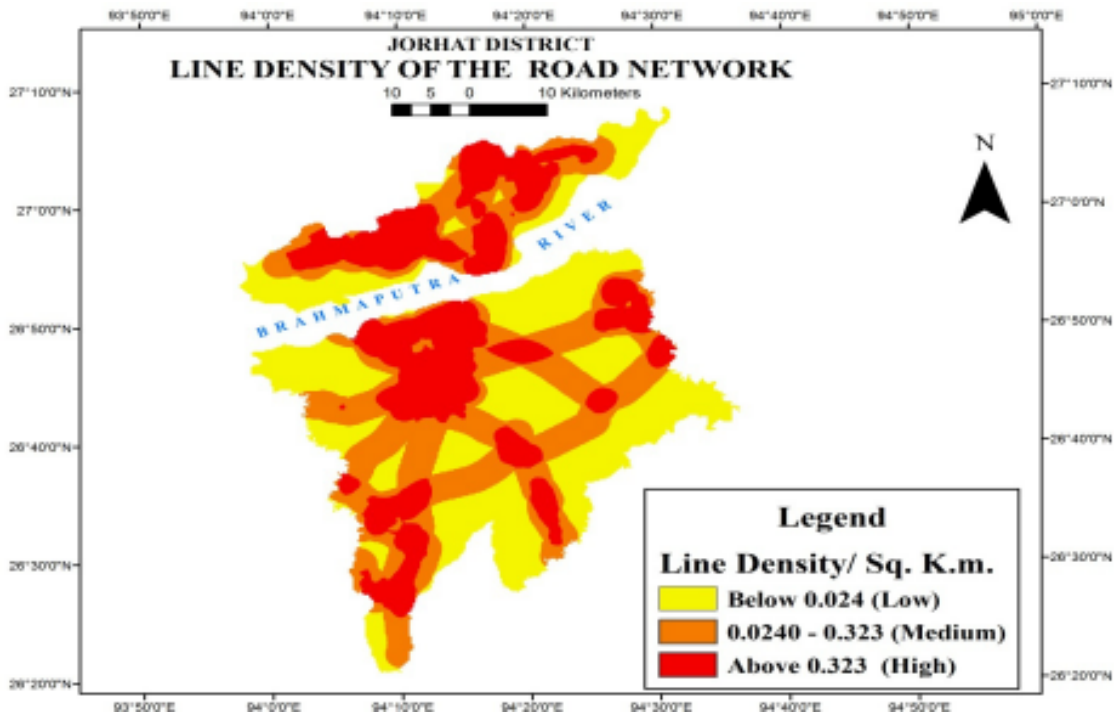 93°50'0"E 94°0'0"E 94°10'0"E 94°20'0"E 94°30'0"E 94°40'0"E 94°50'0"E 95°0'0"E
JORHAT DISTRICT
LINE DENSITY OF THE ROAD NETWORK
10 5 0 10 Kilometers
27°10'0"N
27°10'0"N
N
27°0'0"N
27°0'0"N
BRAHMAPUTRA RIVER
26°50'0"N
26°50'0"N
26°40'0"N
26°40'0"N
26°30'0"N
26°30'0"N
26°20'0"N
26°20'0"N
Legend
Line Density/ Sq. K.m.
Below 0.024 (Low)
0.0240 - 0.323 (Medium)
Above 0.323 (High)
93°50'0"E 94°0'0"E 94°10'0"E 94°20'0"E 94°30'0"E 94°40'0"E 94°50'0"E